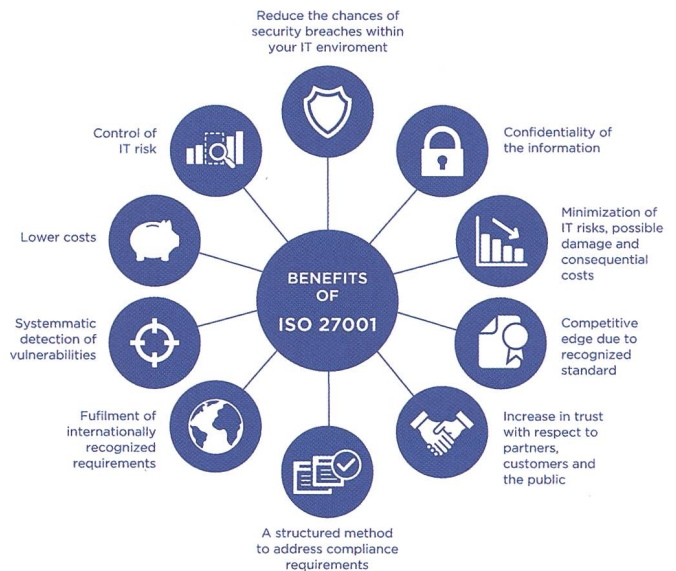 Reduce the chances of
security breaches within
your IT enviroment
Confidentiality of
the information
Minimization of
IT risks, possible
damage and
consequential
costs
Competitive
edge due to
recognized
standard
Increase in trust
with respect to
partners,
customers and
the public
A structured method
to address compliance
requirements
Fufilment of
internationally
recognized
requirements
Systemmatic
detection of
vulnerabilities
Lower costs
Control of
IT risk
BENEFITS
OF
ISO 27001